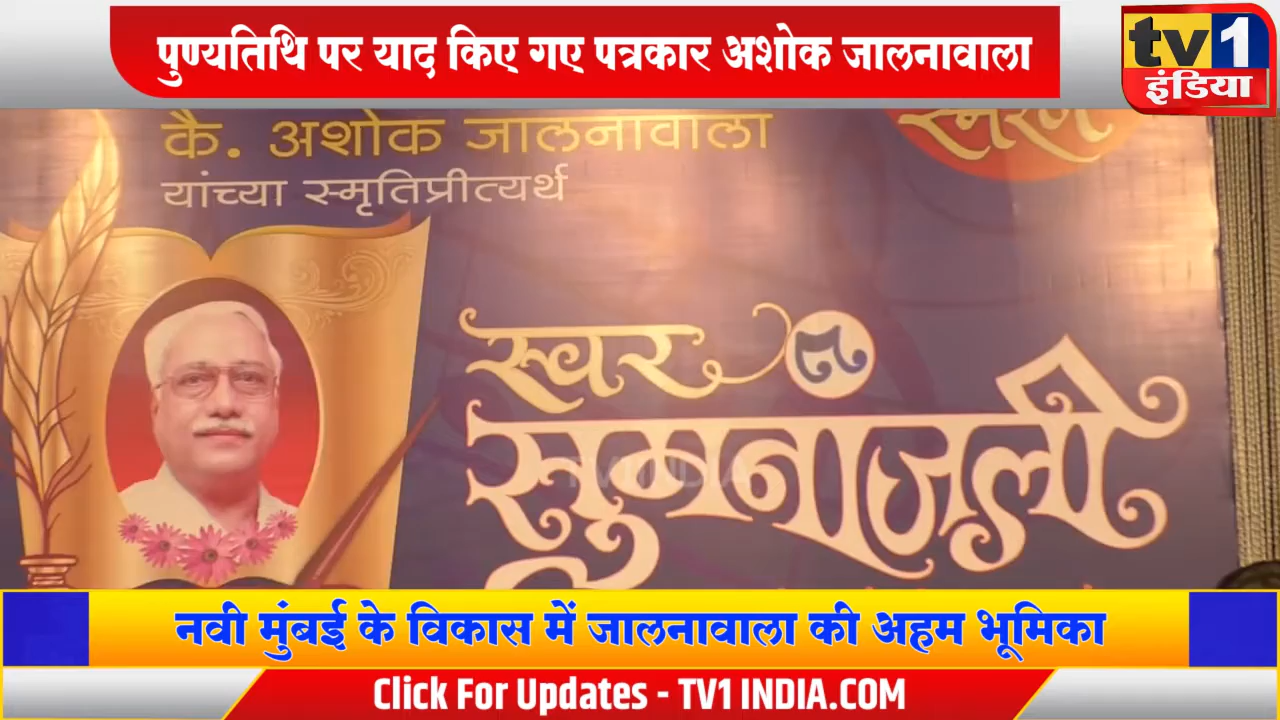 पुण्यतिथि पर याद किए गए पत्रकार अशोक जालनावाला
tv1
इंडिया
कै. अशोक जालनावाला
यांच्या स्मृतिप्रीत्यर्थ
स्वर
सुमनांजली
TV1INDIA
नवी मुंबई के विकास में जालनावाला की अहम भूमिका
Click For Updates - TV1 INDIA.COM